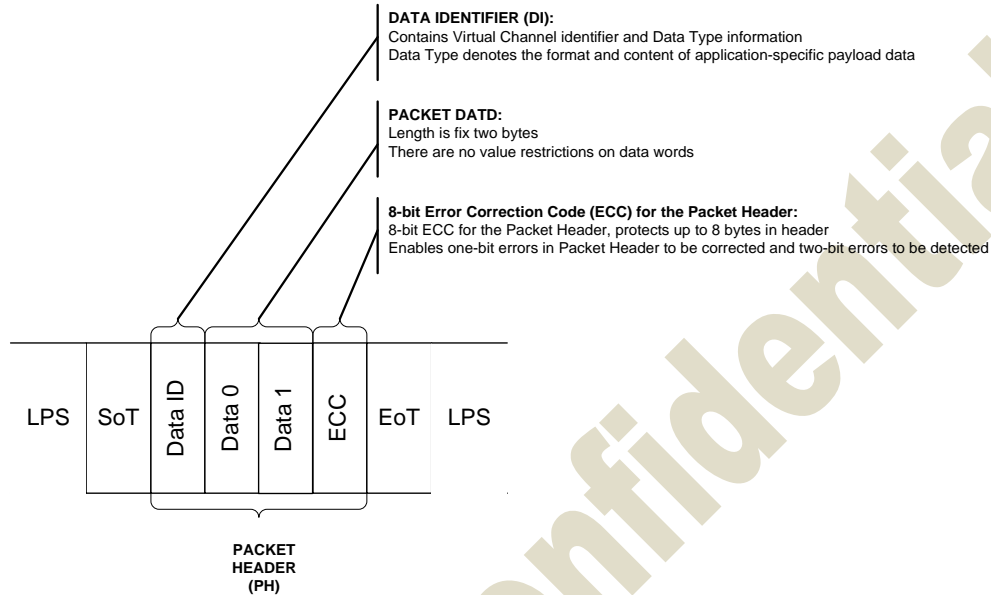 DATA IDENTIFIER (DI):
Contains Virtual Channel identifier and Data Type information
Data Type denotes the format and content of application-specific payload data
PACKET DATD:
Length is fix two bytes
There are no value restrictions on data words
8-bit Error Correction Code (ECC) for the Packet Header:
8-bit ECC for the Packet Header, protects up to 8 bytes in header
Enables one-bit errors in Packet Header to be corrected and two-bit errors to be detected
LPS
SoT
Data ID
Data 0
Data 1
ECC
EoT
LPS
PACKET
HEADER
(PH)
nfidentia